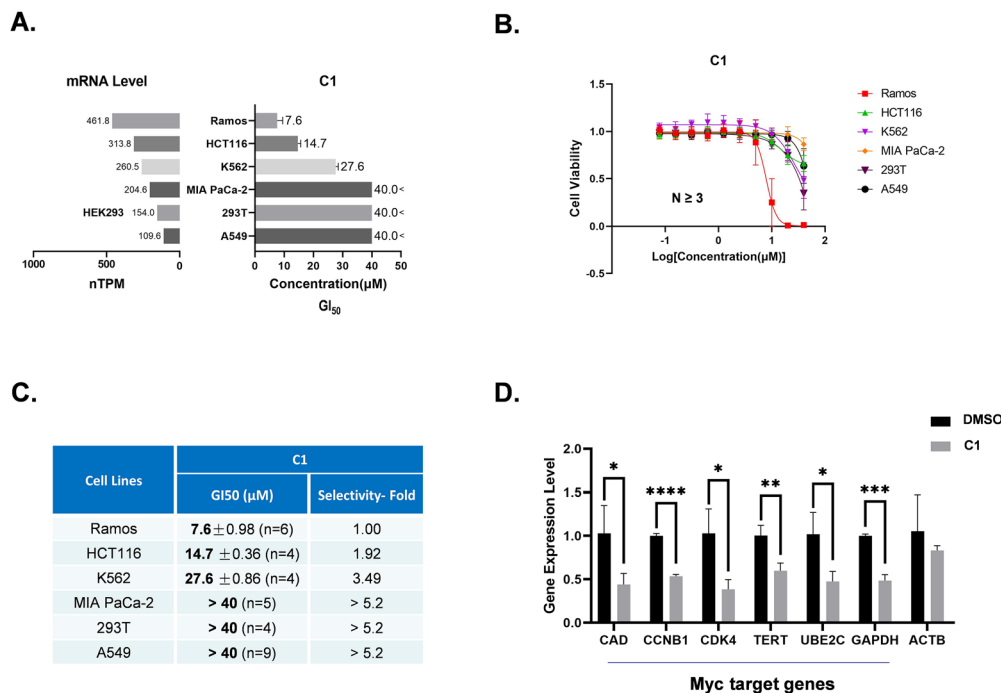 A.
mRNA Level
C1
461.8
313.8
260.5
204.6
HEK293
154.0
109.6
1000
500
0
nTPM
Ramos
HCT116
K562
MIA PaCa-2
293T
A549
7.6
14.7
27.6
40.0<
40.0<
40.0<
0
10
20
30
40
50
Concentration(μM)
GI50
B.
C1
1.5
1.0
0.5
0.0
-0.5
Cell Viability
N ≥ 3
-1
0
1
2
Log[Concentration(μM)]
Ramos
HCT116
K562
MIA PaCa-2
293T
A549
C.
Cell Lines
C1
GI50 (μM)
Selectivity- Fold
Ramos 7.6±0.98 (n=6) 1.00
HCT116 14.7 ±0.36 (n=4) 1.92
K562 27.6 ±0.86 (n=4) 3.49
MIA PaCa-2 > 40 (n=5) > 5.2
293T > 40 (n=4) > 5.2
A549 > 40 (n=9) > 5.2
D.
DMSO
C1
2.0
1.5
1.0
0.5
0.0
Gene Expression Level
*
****
*
**
*
***
CAD
CCNB1
CDK4
TERT
UBE2C
GAPDH
ACTB
Myc target genes